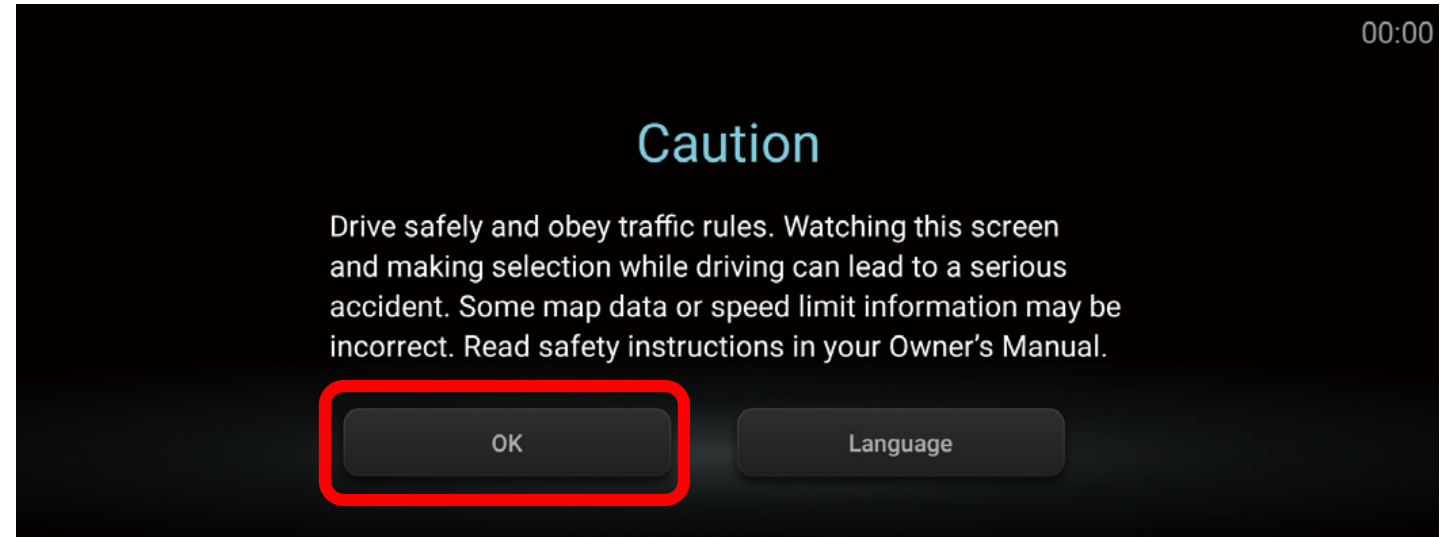 00:00
Caution
Drive safely and obey traffic rules. Watching this screen
and making selection while driving can lead to a serious
accident. Some map data or speed limit information may be
incorrect. Read safety instructions in your Owner’s Manual.
OK Language